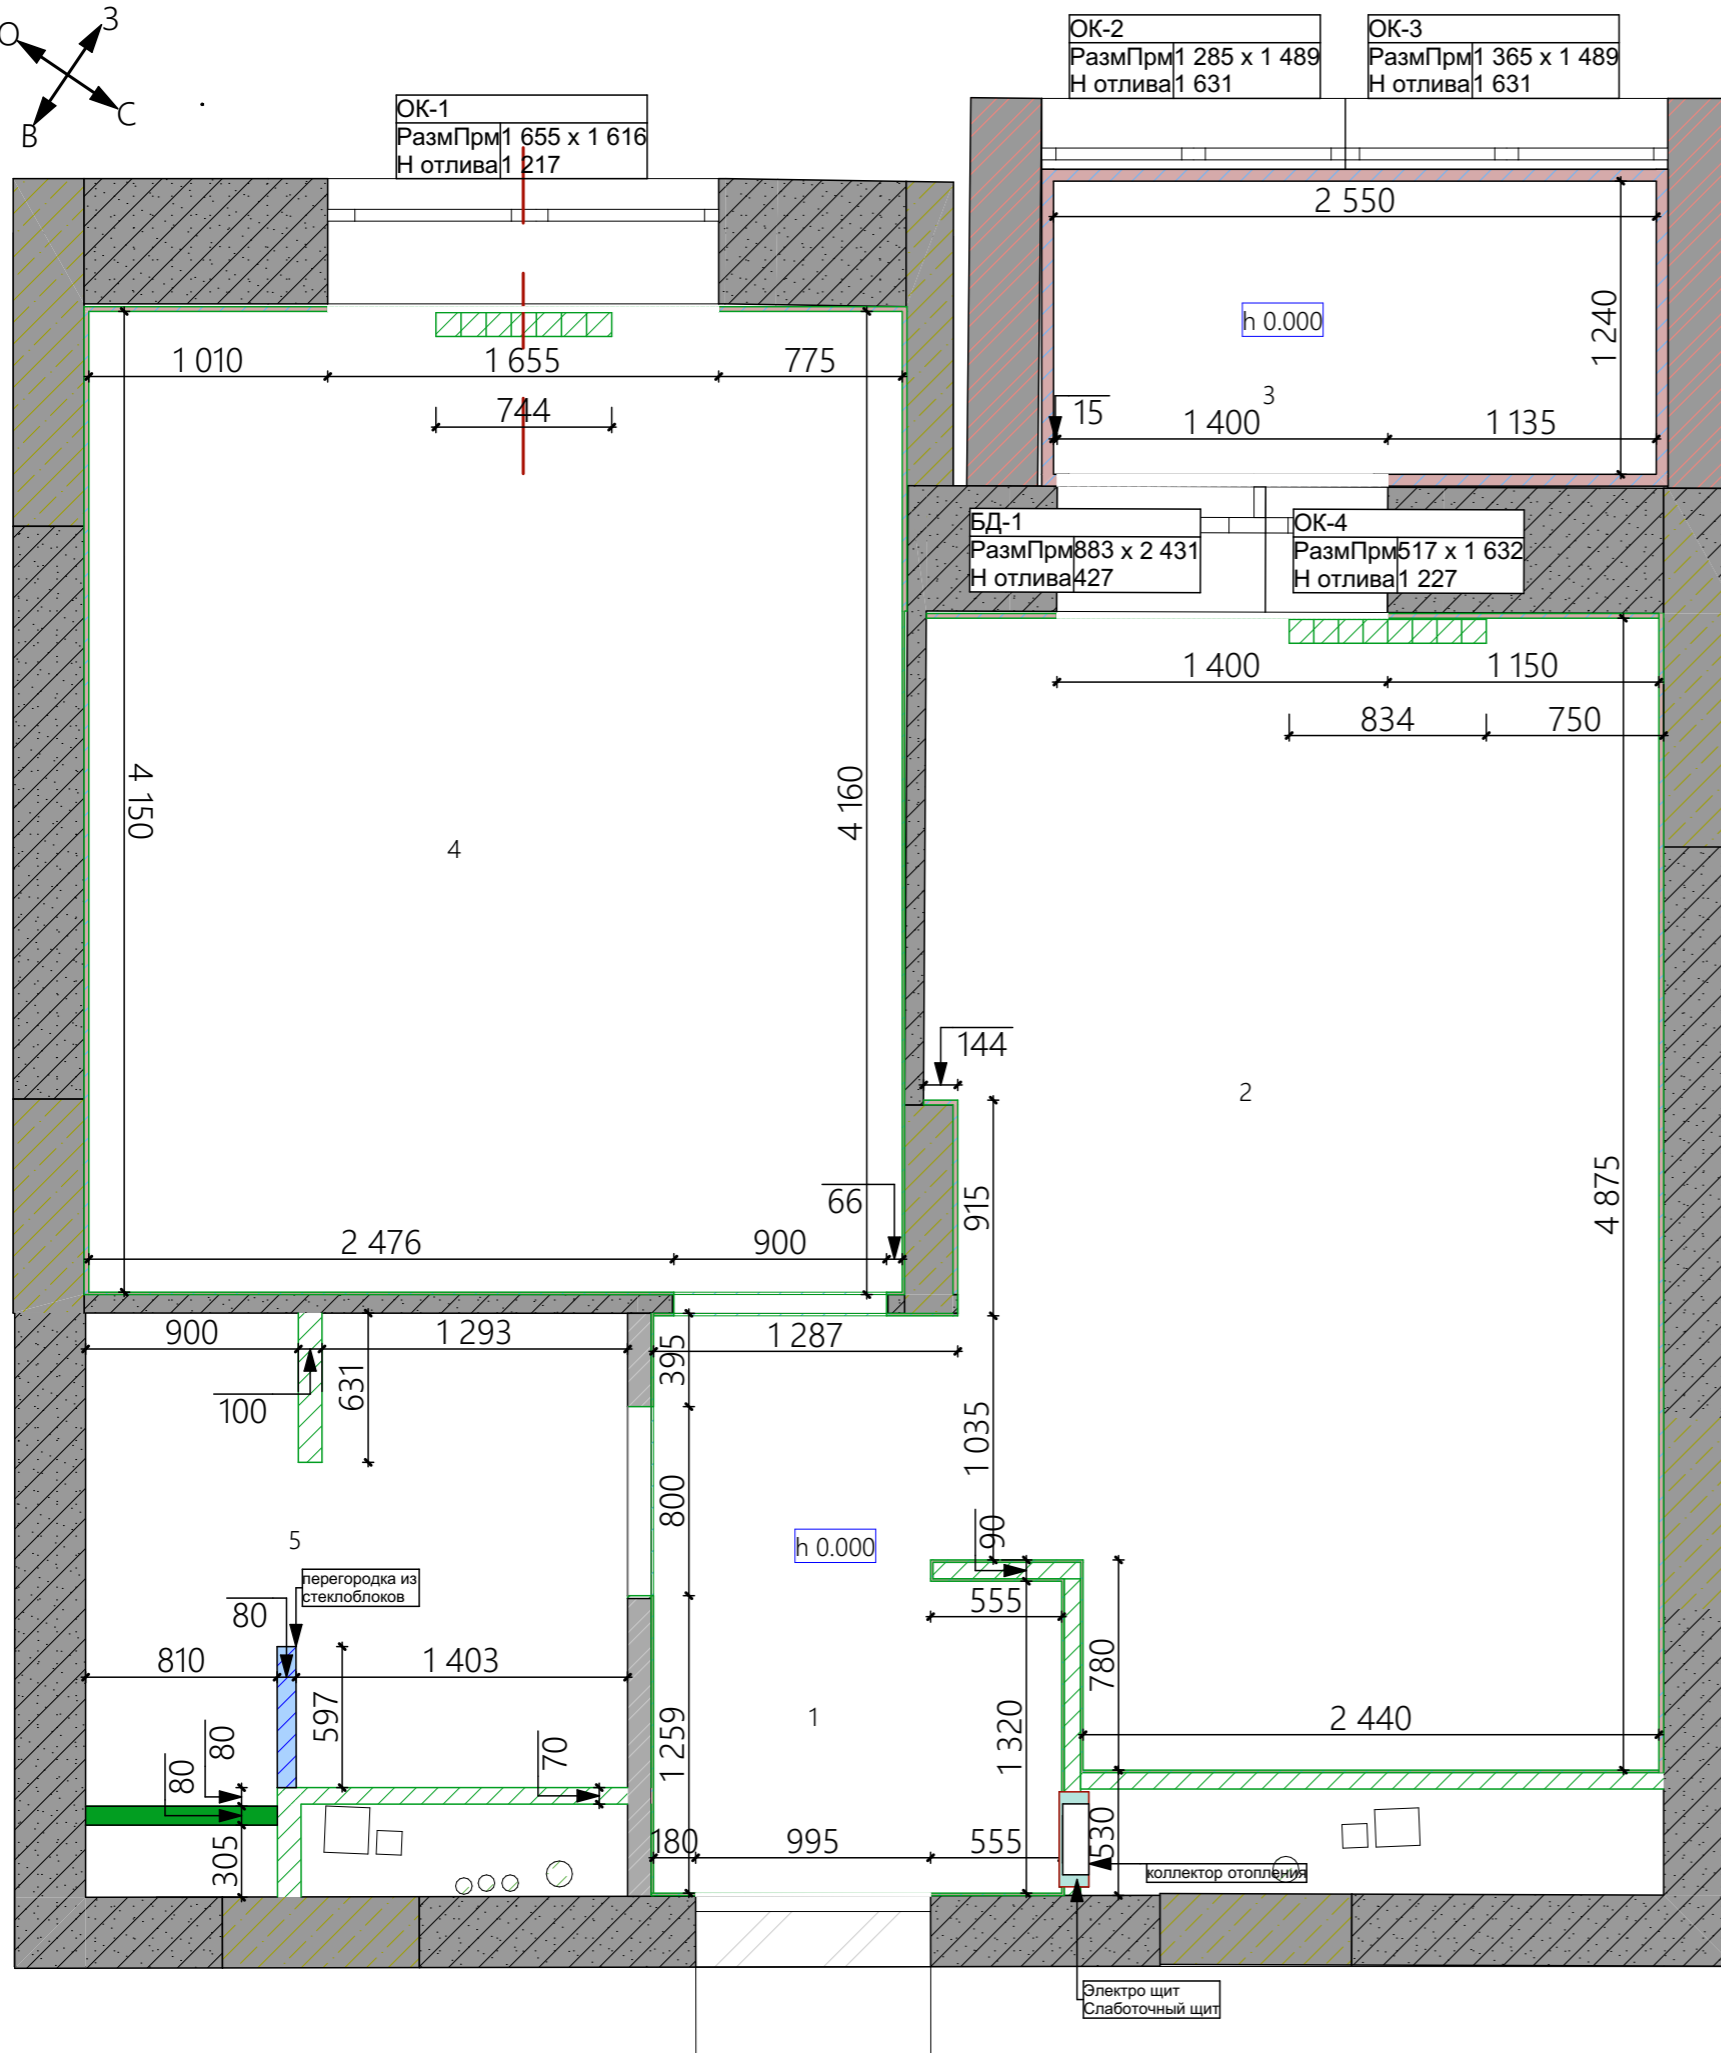 О
З
В
С
ОК-1
РазмПрм 1 655 x 1 616
Н отлива 1 217
ОК-2
РазмПрм 1 285 x 1 489
Н отлива 1 631
ОК-3
РазмПрм 1 365 x 1 489
Н отлива 1 631
2 550
h 0.000
1 240
3
15
1 400
1 135
1 010
1 655
775
744
БД-1
РазмПрм 883 x 2 431
Н отлива 427
ОК-4
РазмПрм 517 x 1 632
Н отлива 1 227
1 400
1 150
834
750
4 150
4 160
4
144
2
915
4 875
66
2 476
900
900
1 293
395
1 287
100
631
1 035
800
5
h 0.000
90
перегородка из
стеклоблоков
80
555
810
1 403
780
597
1 259
1
1 320
2 440
80
80
70
305
180
995
555
530
коллектор отопления
Электро щит
Слаботочный щит